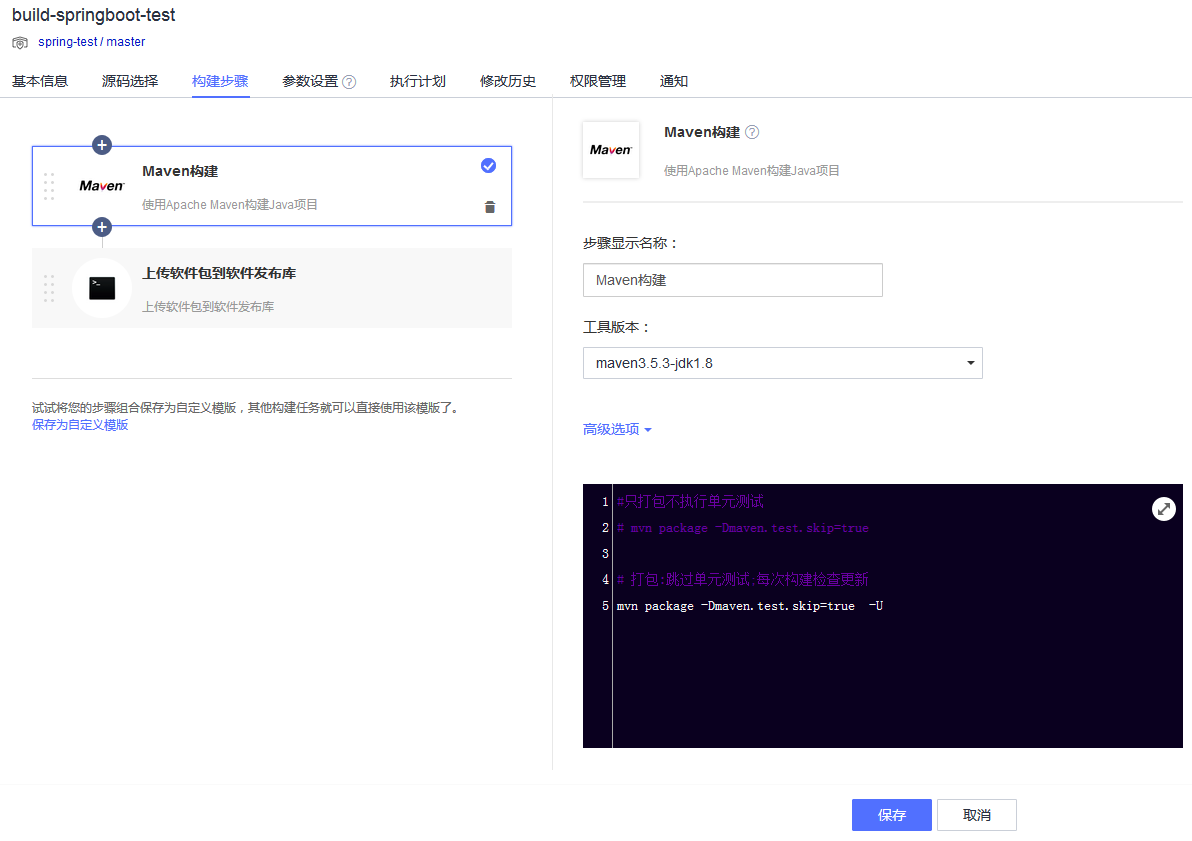 build-springboot-test
spring-test / master
基本信息 源码选择 构建步骤 参数设置 ? 执行计划 修改历史 权限管理 通知
Maven
Maven构建
使用Apache Maven构建Java项目
>_
上传软件包到软件发布库
上传软件包到软件发布库
试试将您的步骤组合保存为自定义模版，其他构建任务就可以直接使用该模版了。
保存为自定义模版
Maven
Maven构建 ?
使用Apache Maven构建Java项目
步骤显示名称：
Maven构建
工具版本：
maven3.5.3-jdk1.8
高级选项
1 #只打包不执行单元测试
2 # mvn package -Dmaven.test.skip=true
3
4 # 打包;跳过单元测试;每次构建检查更新
5 mvn package -Dmaven.test.skip=true  -U
保存 取消